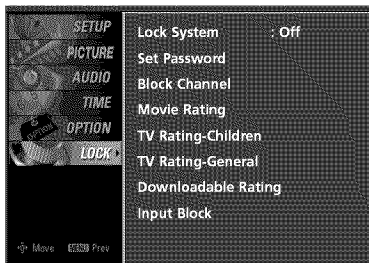 SETUP
PICTURE
AUDIO
TIME
OPTION
LOCK
Move MENU Prev
Lock System : Off
Set Password
Block Channel
Movie Rating
TV Rating-Children
TV Rating-General
Downloadable Rating
Input Block